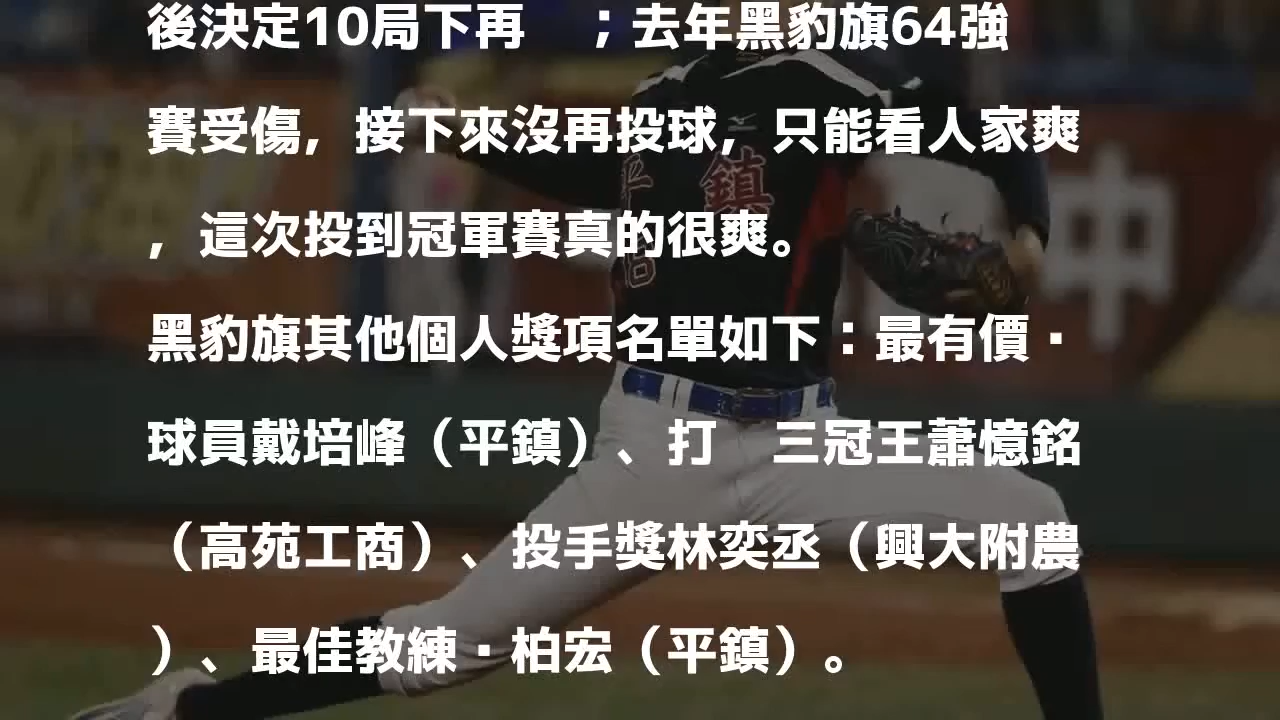 後決定10局下再　；去年黑豹旗64強
賽受傷，接下來沒再投球，只能看人家爽
，這次投到冠軍賽真的很爽。
黑豹旗其他個人獎項名單如下：最有價·
球員戴培峰（平鎮）、打　三冠王蕭憶銘
（高苑工商）、投手獎林奕丞（興大附農
）、最佳教練·柏宏（平鎮）。
平鎮
中